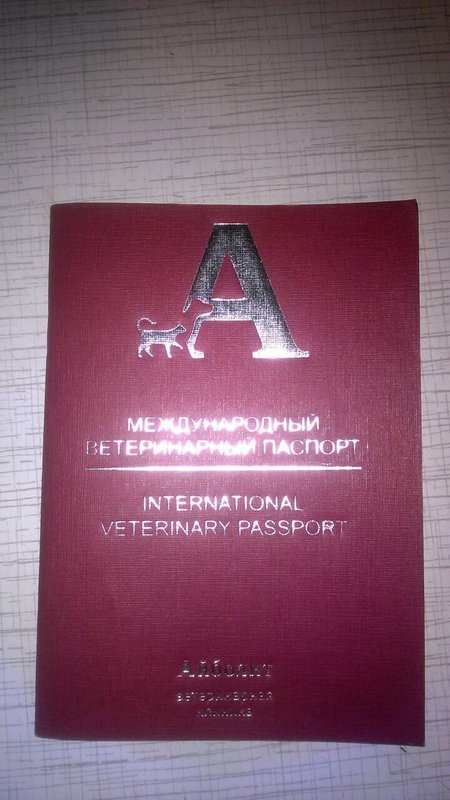 А
МЕЖДУНАРОДНЫЙ
ВЕТЕРИНАРНЫЙ ПАСПОРТ
INTERNATIONAL
VETERINARY PASSPORT
Айболит
ветеринарная
клиника